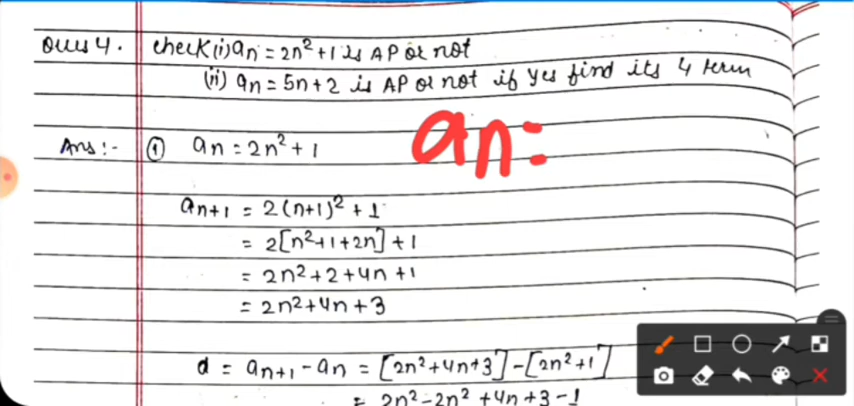 Ques 4. check (i) an = 2n² + 1 is AP or not
(ii) an = 5n + 2 is AP or not if yes find its 4 term
an =
Ans :- ① an = 2n² + 1
an+1 = 2(n+1)² + 1
= 2[n²+1+2n] + 1
= 2n²+2+4n+1
= 2n²+4n+3
d = an+1 - an = [2n²+4n+3] - [2n²+1]
= 2n²-2n² +4n+3-1